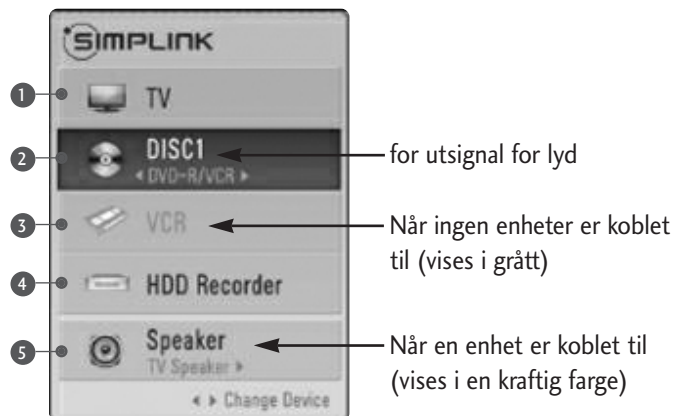 SIMPLINK
1 TV
2 DISC1
◄ DVD-R/VCR ►
for utsignal for lyd
3 VCR
Når ingen enheter er koblet
til (vises i grått)
4 HDD Recorder
5 Speaker
TV Speaker ►
Når en enhet er koblet til
(vises i en kraftig farge)
◄ ► Change Device